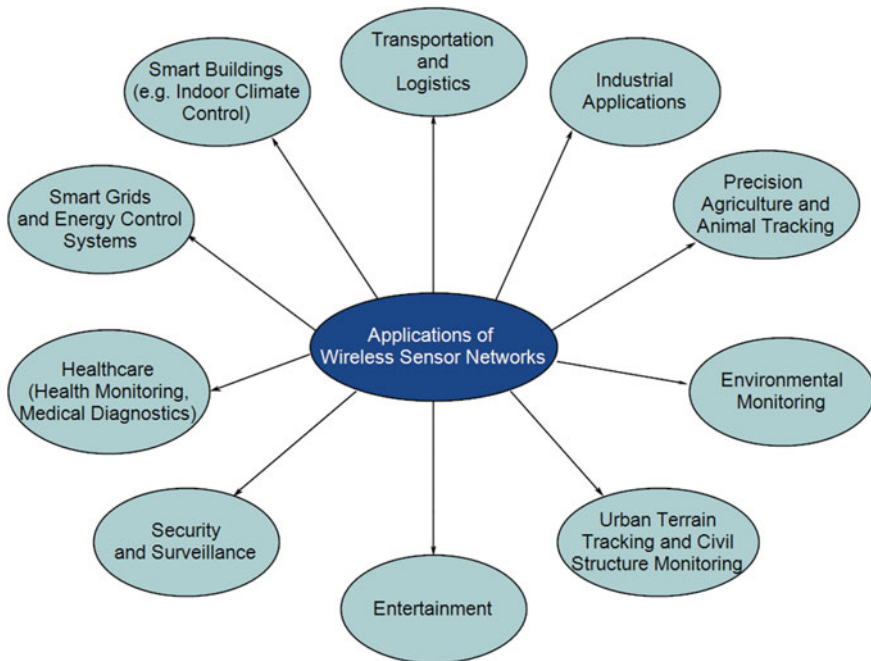 Transportation
and
Logistics
Smart Buildings
(e.g. Indoor Climate
Control)
Industrial
Applications
Smart Grids
and Energy Control
Systems
Precision
Agriculture and
Animal Tracking
Applications of
Wireless Sensor Networks
Healthcare
(Health Monitoring,
Medical Diagnostics)
Environmental
Monitoring
Security
and Surveillance
Urban Terrain
Tracking and Civil
Structure Monitoring
Entertainment